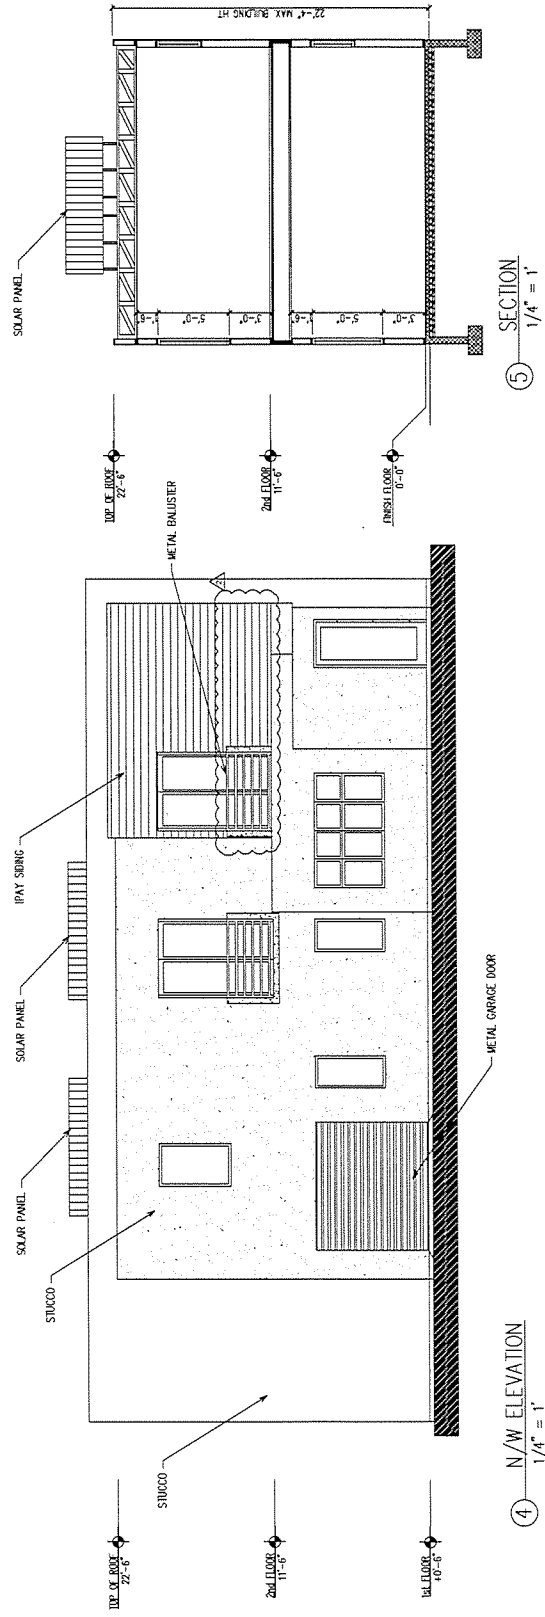 SOLAR PANEL
22'-4" MAX. BUILDING HT
1'-6"
5'-0"
3'-0"
1'-6"
5'-0"
3'-0"
TOP OF ROOF
22'-6"
2nd FLOOR
11'-6"
FINISH FLOOR
0'-0"
5
SECTION
1/4" = 1'
METAL BALUSTER
2
IPAY SIDING
SOLAR PANEL
SOLAR PANEL
STUCCO
STUCCO
METAL GARAGE DOOR
TOP OF ROOF
22'-6"
2nd FLOOR
11'-6"
1st FLOOR
+0'-6"
4
N/W ELEVATION
1/4" = 1'